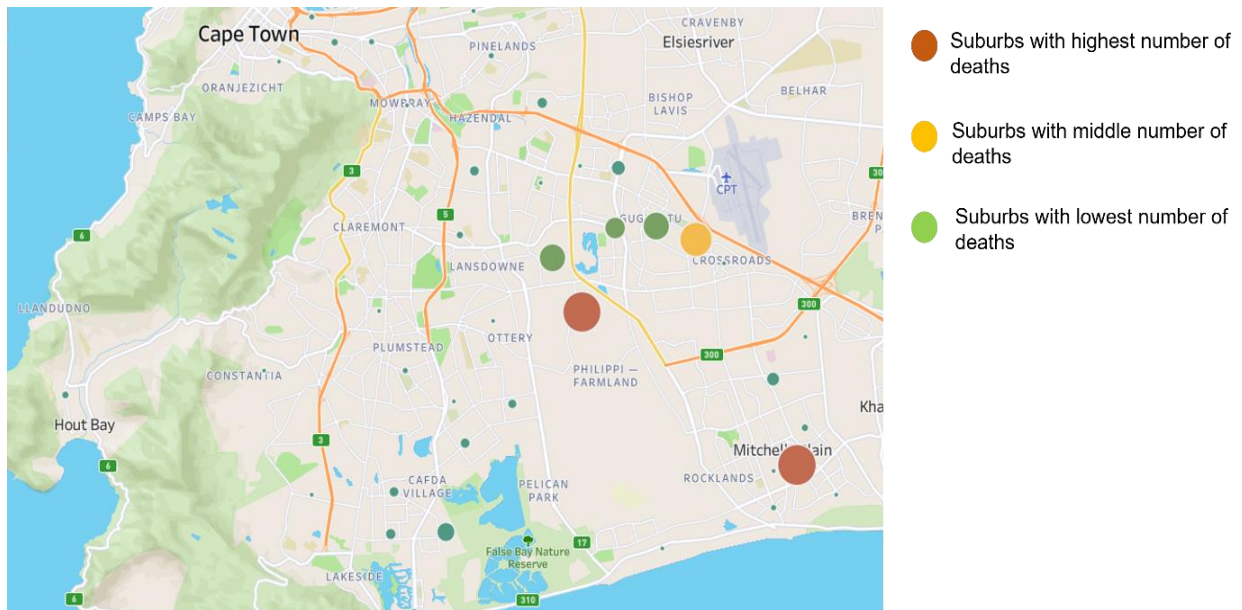 Cape Town
CRAVENBY
Elsiesriver
PINELANDS
ORANJEZICHT
BELHAR
MOWBRAY
BISHOP
LAVIS
CAMPS BAY
HAZENDAL
3
300
CPT
5
CLAREMONT
6
LANSDOWNE
CROSSROADS
LLANDUDNO
300
OTTERY
PLUMSTEAD
300
CONSTANTIA
PHILIPPI —
FARMLAND
Hout Bay
3
6
ROCKLANDS
CAFDA
VILLAGE
PELICAN
PARK
17
False Bay Nature
Reserve
LAKESIDE
6
310
Suburbs with highest number of
deaths
Suburbs with middle number of
deaths
Suburbs with lowest number of
deaths